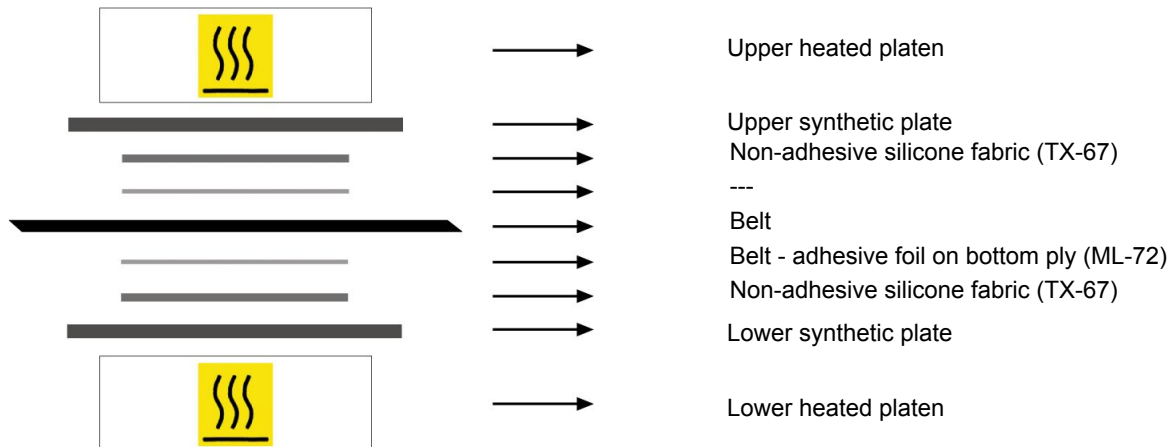 Upper heated platen
Upper synthetic plate
Non-adhesive silicone fabric (TX-67)
---
Belt
Belt - adhesive foil on bottom ply (ML-72)
Non-adhesive silicone fabric (TX-67)
Lower synthetic plate
Lower heated platen